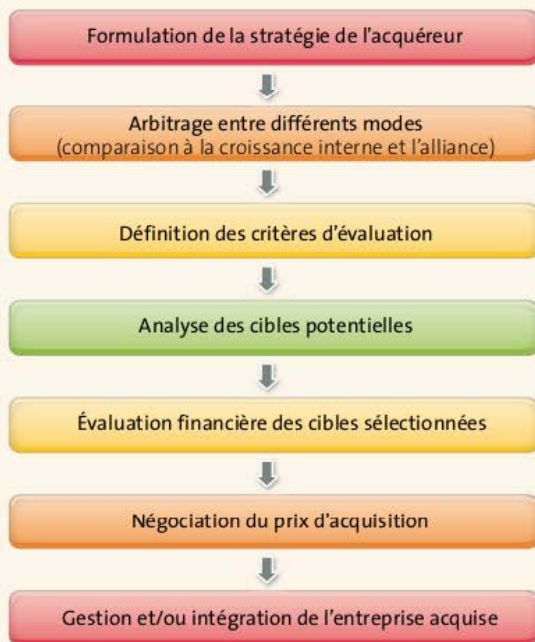 Formulation de la stratégie de l'acquéreur
Arbitrage entre différents modes
(comparaison à la croissance interne et l'alliance)
Définition des critères d'évaluation
Analyse des cibles potentielles
Évaluation financière des cibles sélectionnées
Négociation du prix d'acquisition
Gestion et/ou intégration de l'entreprise acquise